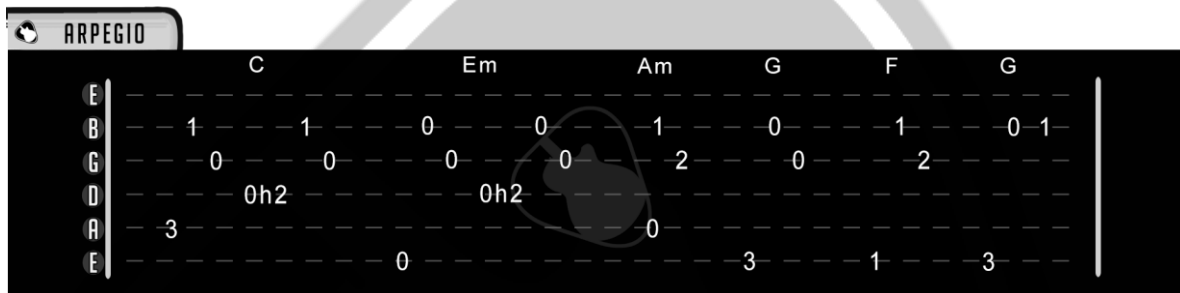 ARPEGIO
C Em Am G F G
E — — — — — — — — — — — — — — — — — — — — — — — — — — — — — — — —
B — — 1 — — — 1 — — — 0 — — — 0 — — — 1 — — — 0 — — — 1 — — — 0 — 1 —
G — — — 0 — — — 0 — — — 0 — — — 0 — — — 2 — — — 0 — — — 2 — — — —
D — — — — 0h2 — — — — — — — 0h2 — — — — — — — — — — — — — — — —
A — 3 — — — — — — — — — — — — — — — 0 — — — — — — — — — — — — —
E — — — — — — — — — 0 — — — — — — — — — — — 3 — — — 1 — — — 3 — — —